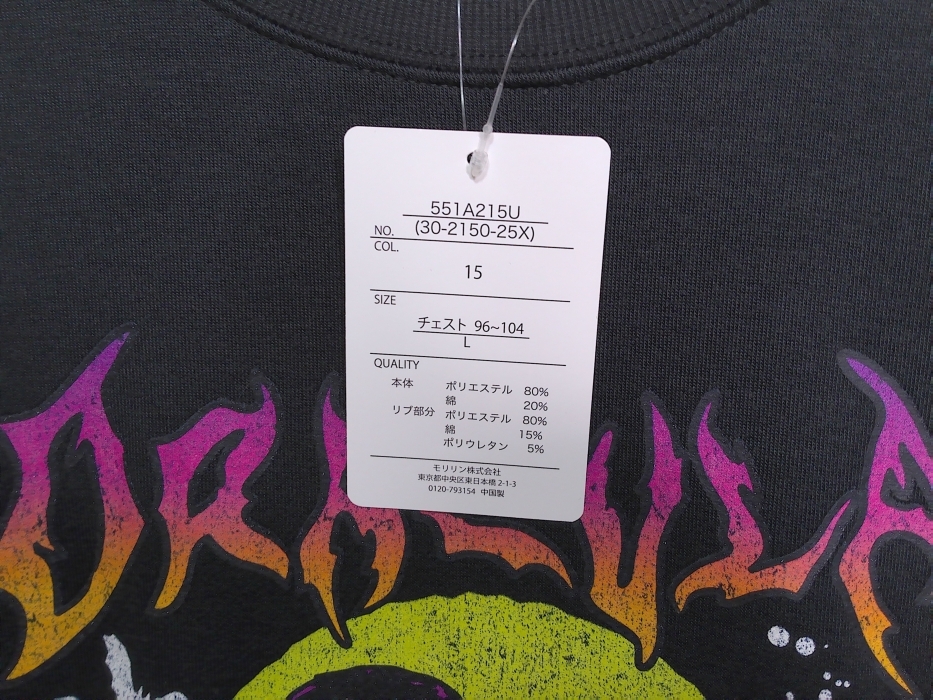 551A215U
NO. (30-2150-25X)
COL.
15
SIZE
チェスト 96~104
L
QUALITY
本体 ポリエステル 80%
綿 20%
リブ部分 ポリエステル 80%
綿 15%
ポリウレタン 5%
モリリン株式会社
東京都中央区東日本橋 2-1-3
0120-793154 中国製
DRACULA